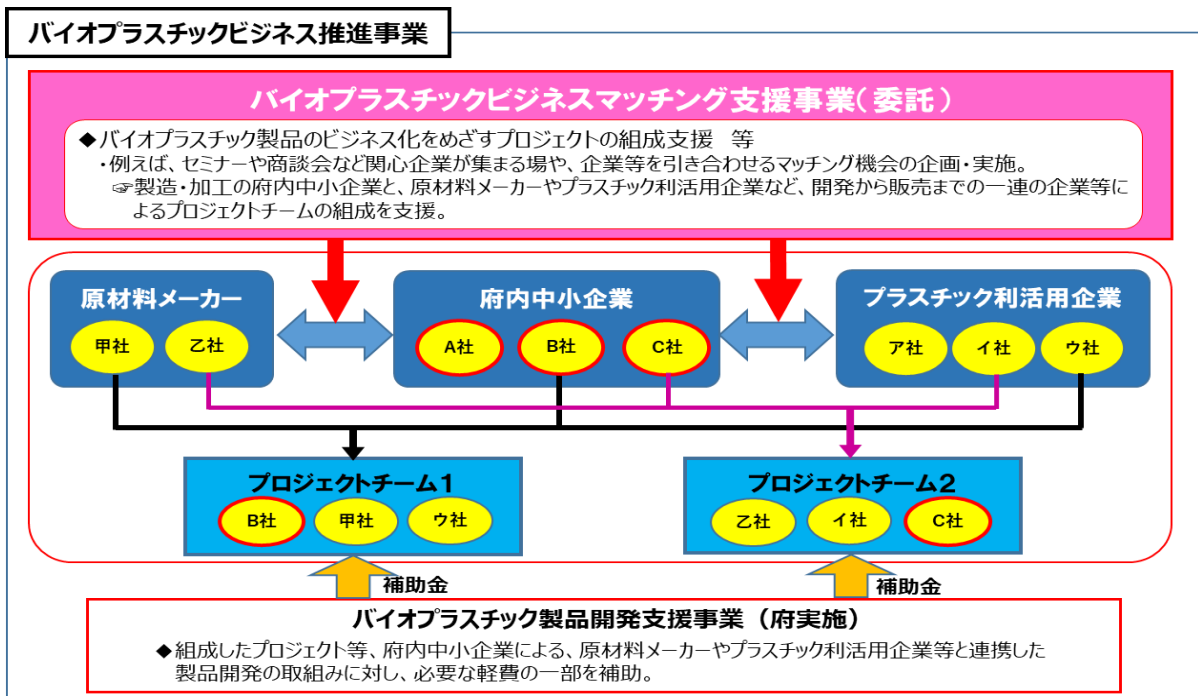 バイオプラスチックビジネス推進事業
バイオプラスチックビジネスマッチング支援事業(委託)
◆バイオプラスチック製品のビジネス化をめざすプロジェクトの組成支援 等
・例えば、セミナーや商談会など関心企業が集まる場や、企業等を引き合わせるマッチング機会の企画・実施。
☞製造・加工の府内中小企業と、原材料メーカーやプラスチック利活用企業など、開発から販売までの一連の企業等に
よるプロジェクトチームの組成を支援。
原材料メーカー
甲社 乙社
府内中小企業
A社 B社 C社
プラスチック利活用企業
ア社 イ社 ウ社
プロジェクトチーム1
B社 甲社 ウ社
プロジェクトチーム2
乙社 イ社 C社
補助金
補助金
バイオプラスチック製品開発支援事業(府実施)
◆組成したプロジェクト等、府内中小企業による、原材料メーカーやプラスチック利活用企業等と連携した
製品開発の取組みに対し、必要な軽費の一部を補助。